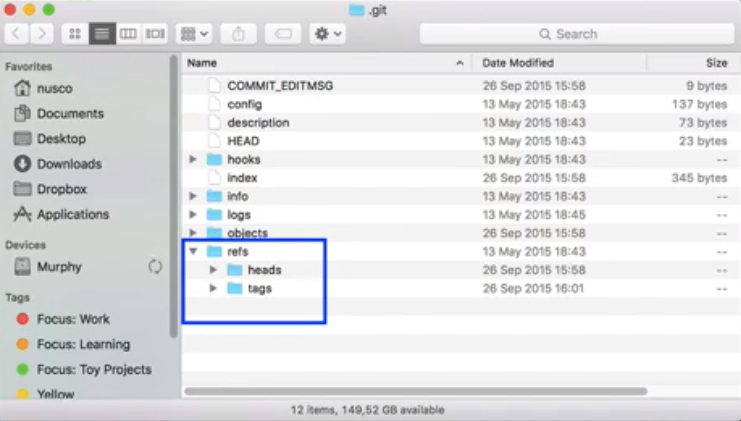 .git
Search
Favorites
nusco
Documents
Desktop
Downloads
Dropbox
Applications
Devices
Murphy
Tags
Focus: Work
Focus: Learning
Focus: Toy Projects
Yellow
Name Date Modified Size
COMMIT_EDITMSG 26 Sep 2015 15:58 9 bytes
config 13 May 2015 18:43 137 bytes
description 13 May 2015 18:43 73 bytes
HEAD 13 May 2015 18:43 23 bytes
hooks 13 May 2015 18:43 --
index 26 Sep 2015 15:58 345 bytes
info 13 May 2015 18:43 --
logs 13 May 2015 18:45 --
objects 26 Sep 2015 15:58 --
refs 13 May 2015 18:43 --
heads 26 Sep 2015 15:58 --
tags 26 Sep 2015 16:01 --
12 items, 149,52 GB available